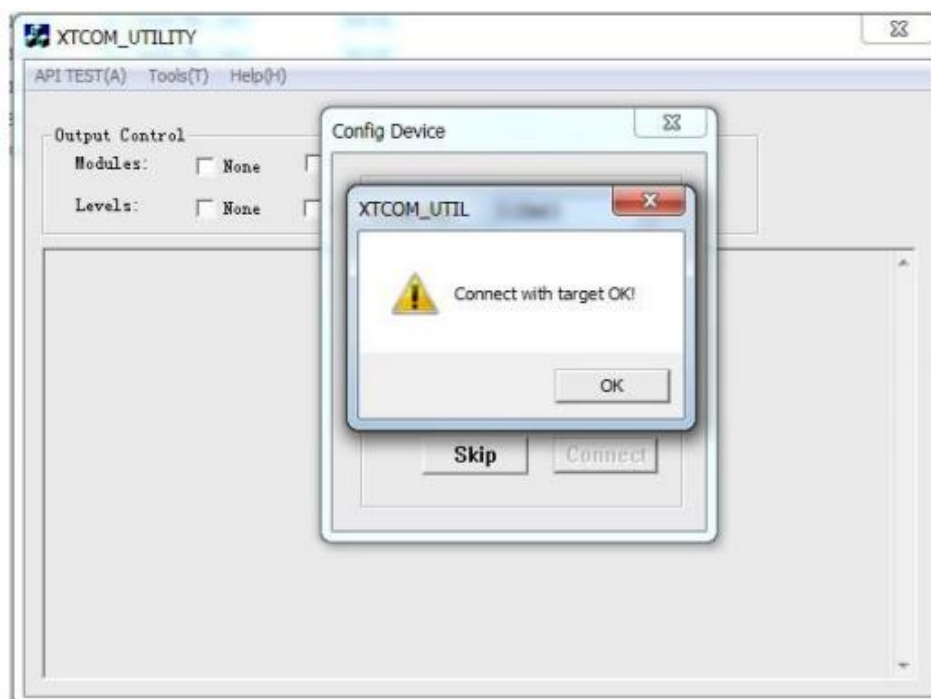 XTCOM_UTILITY
API TEST(A) Tools(T) Help(H)
Config Device
Output Control
Modules: None
Levels: None
XTCOM_UTIL
Connect with target OK!
OK
Skip Connect